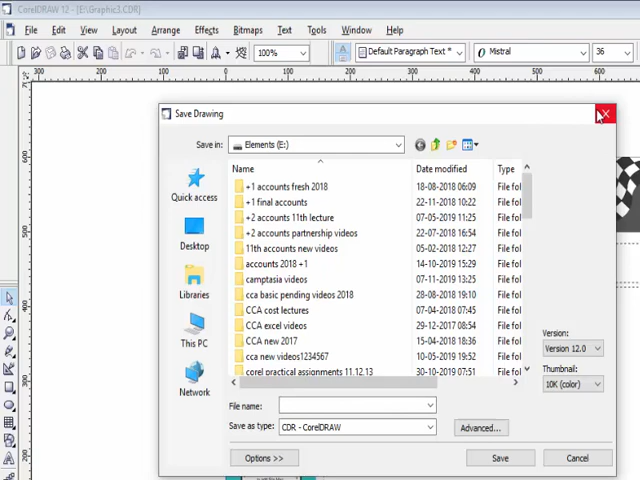 CorelDRAW 12 - [E:\Graphic3.CDR]
File Edit View Layout Arrange Effects Bitmaps Text Tools Window Help
100% Default Paragraph Text * Mistral 36
300 200 100 0 100 200 300 400 500 600
Save Drawing
Save in: Elements (E:)
Name Date modified Type
+1 accounts fresh 2018 18-08-2018 06:09 File fol
+1 final accounts 22-11-2018 10:22 File fol
+2 accounts 11th lecture 07-05-2019 11:25 File fol
+2 accounts partnership videos 22-07-2018 16:54 File fol
11th accounts new videos 05-02-2018 12:27 File fol
accounts 2018 +1 14-10-2019 15:29 File fol
camptasia videos 07-11-2019 13:25 File fol
cca basic pending videos 2018 28-08-2018 19:10 File fol
CCA cost lectures 07-04-2018 07:45 File fol
CCA excel videos 29-12-2017 08:54 File fol
CCA new 2017 15-04-2018 18:36 File fol
cca new videos1234567 10-05-2019 19:52 File fol
corel practical assignments 11.12.13 30-10-2019 07:51 File fol
Quick access
Desktop
Libraries
This PC
Network
Version:
Version 12.0
Thumbnail:
10K (color)
File name:
Save as type: CDR - CorelDRAW Advanced...
Options >> Save Cancel
600
500
400
300
200